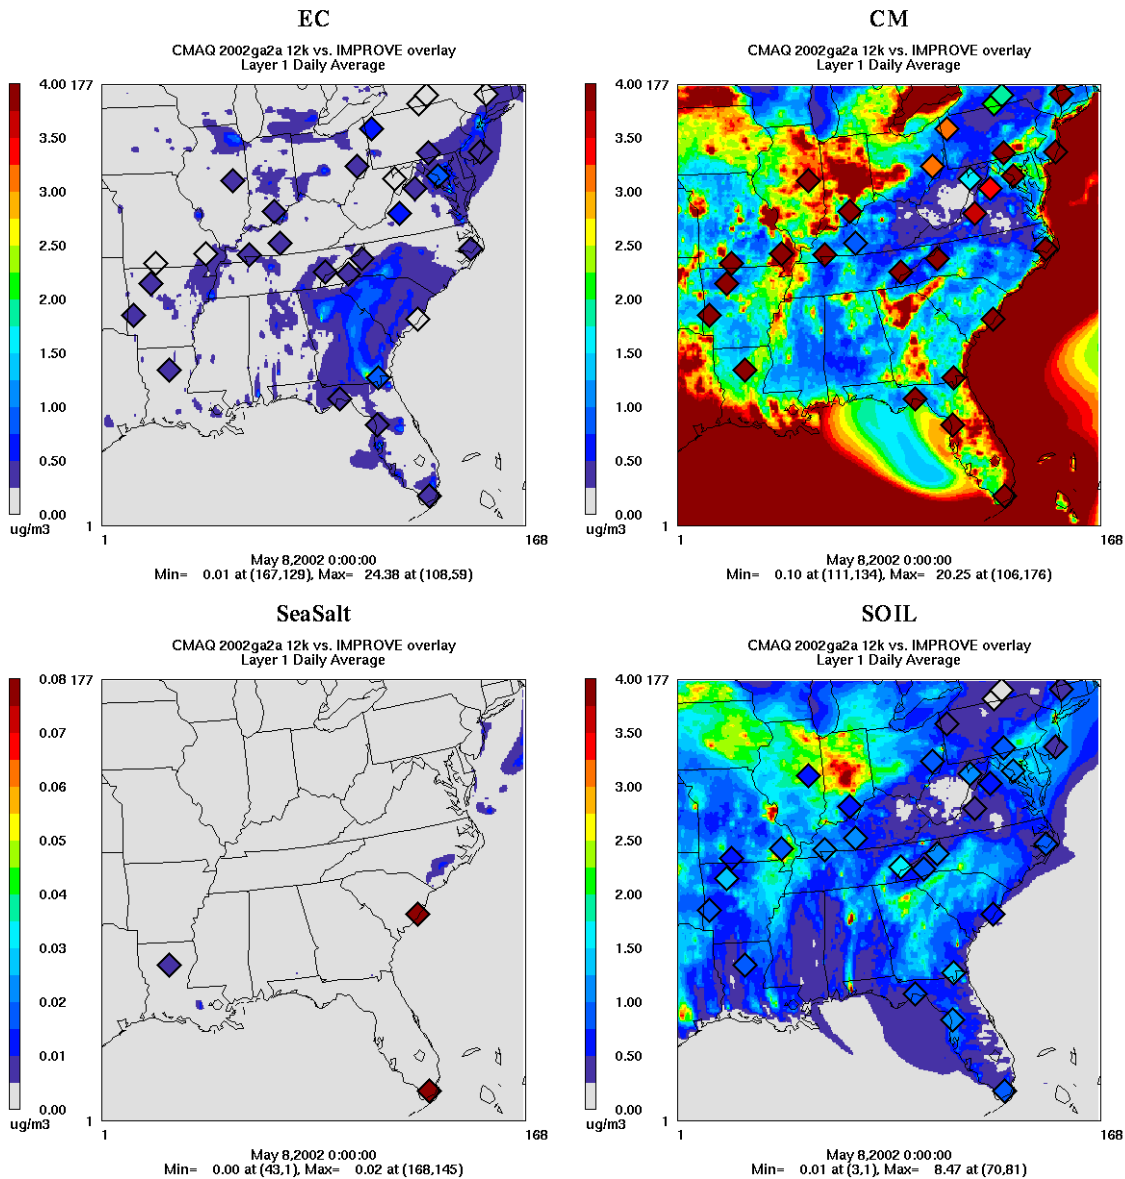 EC
CMAQ 2002ga2a 12k vs. IMPROVE overlay
Layer 1 Daily Average
4.00 177
3.50
3.00
2.50
2.00
1.50
1.00
0.50
0.00
ug/m3
1
1 168
May 8,2002 0:00:00
Min= 0.01 at (167,129), Max= 24.38 at (108,59)
CM
CMAQ 2002ga2a 12k vs. IMPROVE overlay
Layer 1 Daily Average
4.00 177
3.50
3.00
2.50
2.00
1.50
1.00
0.50
0.00
ug/m3
1
1 168
May 8,2002 0:00:00
Min= 0.10 at (111,134), Max= 20.25 at (106,176)
SeaSalt
CMAQ 2002ga2a 12k vs. IMPROVE overlay
Layer 1 Daily Average
0.08 177
0.07
0.06
0.05
0.04
0.03
0.02
0.01
0.00
ug/m3
1
1 168
May 8,2002 0:00:00
Min= 0.00 at (43,1), Max= 0.02 at (168,145)
SOIL
CMAQ 2002ga2a 12k vs. IMPROVE overlay
Layer 1 Daily Average
4.00 177
3.50
3.00
2.50
2.00
1.50
1.00
0.50
0.00
ug/m3
1
1 168
May 8,2002 0:00:00
Min= 0.01 at (3,1), Max= 8.47 at (70,81)